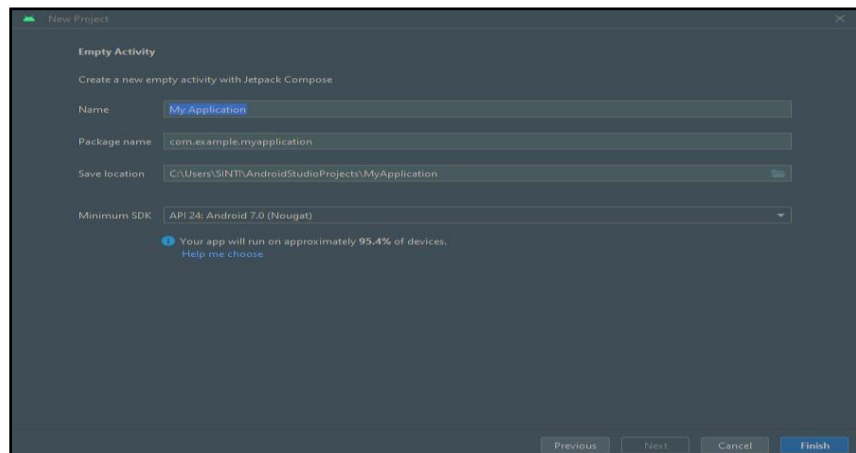 New Project
Empty Activity
Create a new empty activity with Jetpack Compose
Name My Application
Package name com.example.myapplication
Save location C:\Users\SINTI\AndroidStudioProjects\MyApplication
Minimum SDK API 24: Android 7.0 (Nougat)
Your app will run on approximately 95.4% of devices.
Help me choose
Previous Next Cancel Finish